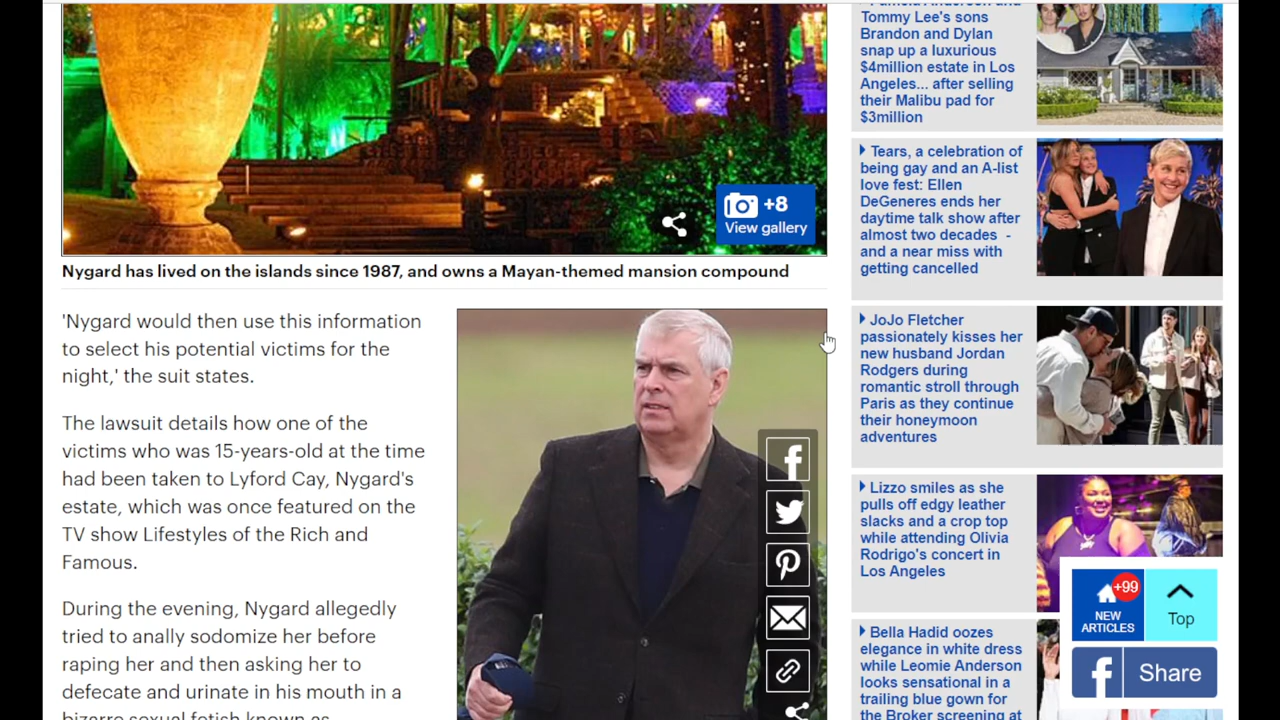 +8
View gallery
Nygard has lived on the islands since 1987, and owns a Mayan-themed mansion compound
'Nygard would then use this information
to select his potential victims for the
night,' the suit states.
The lawsuit details how one of the
victims who was 15-years-old at the time
had been taken to Lyford Cay, Nygard's
estate, which was once featured on the
TV show Lifestyles of the Rich and
Famous.
During the evening, Nygard allegedly
tried to anally sodomize her before
raping her and then asking her to
defecate and urinate in his mouth in a
bizarre sexual fetish known as
Pamela Anderson and
Tommy Lee's sons
Brandon and Dylan
snap up a luxurious
$4million estate in Los
Angeles... after selling
their Malibu pad for
$3million
Tears, a celebration of
being gay and an A-list
love fest: Ellen
DeGeneres ends her
daytime talk show after
almost two decades -
and a near miss with
getting cancelled
JoJo Fletcher
passionately kisses her
new husband Jordan
Rodgers during
romantic stroll through
Paris as they continue
their honeymoon
adventures
Lizzo smiles as she
pulls off edgy leather
slacks and a crop top
while attending Olivia
Rodrigo's concert in
Los Angeles
Bella Hadid oozes
elegance in white dress
while Leomie Anderson
looks sensational in a
trailing blue gown for
the Broker screening at
+99
NEW
ARTICLES
Top
Share